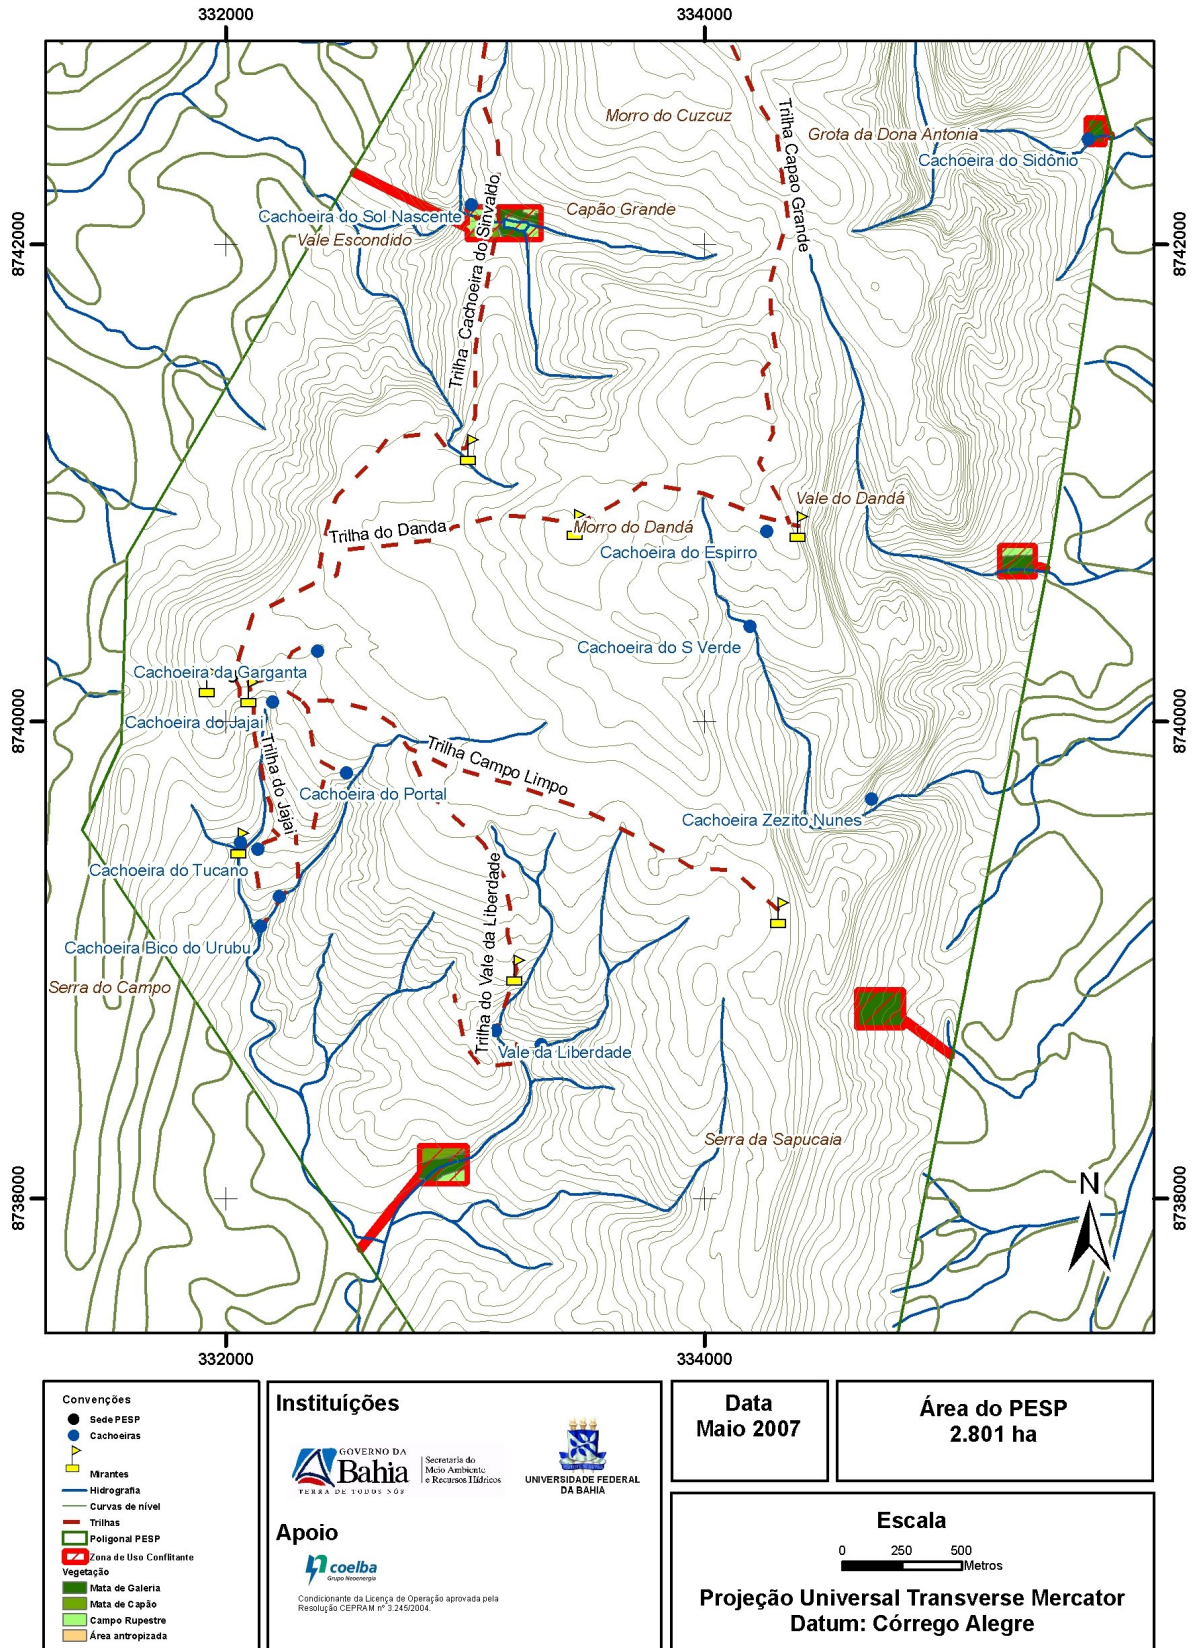 332000
334000
Morro do Cuzcuz
Trilha Capao Grande
Grota da Dona Antonia
Cachoeira do Sidônio
Cachoeira do Sol Nascente
Capão Grande
Vale Escondido
8742000
8742000
Trilha Cachoeira do Sinvaldo
Vale do Dandá
Trilha do Danda
Morro do Dandá
Cachoeira do Espirro
Cachoeira do S Verde
Cachoeira da Garganta
Cachoeira do Jajai
8740000
8740000
Trilha do Jajai
Trilha Campo Limpo
Cachoeira do Portal
Cachoeira Zezito Nunes
Cachoeira do Tucano
Trilha do Vale da Liberdade
Cachoeira Bico do Urubu
Serra do Campo
Vale da Liberdade
Serra da Sapucaia
8738000
8738000
N
332000
334000
Convenções
Sede PESP
Cachoeiras
Mirantes
Hidrografia
Curvas de nível
Trilhas
Poligonal PESP
Zona de Uso Conflitante
Vegetação
Mata de Galeria
Mata de Capão
Campo Rupestre
Área antropizada
Instituíções
GOVERNO DA
Bahia
TERRA DE TODOS NÓS
Secretaria do
Meio Ambiente
e Recursos Hídricos
UNIVERSIDADE FEDERAL
DA BAHIA
Apoio
coelba
Grupo Neoenergia
Condicionante da Licença de Operação aprovada pela
Resolução CEPRAM nº 3.245/2004.
Data
Maio 2007
Área do PESP
2.801 ha
Escala
0 250 500
Metros
Projeção Universal Transverse Mercator
Datum: Córrego Alegre